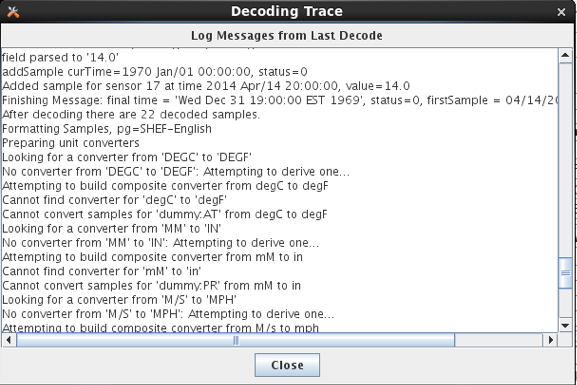 Decoding Trace
Log Messages from Last Decode
field parsed to '14.0'
addSample curTime=1970 Jan/01 00:00:00, status=0
Added sample for sensor 17 at time 2014 Apr/14 20:00:00, value=14.0
Finishing Message: final time = 'Wed Dec 31 19:00:00 EST 1969', status=0, firstSample = 04/14/20
After decoding there are 22 decoded samples.
Formatting Samples, pg=SHEF-English
Preparing unit converters
Looking for a converter from 'DEGC' to 'DEGF'
No converter from 'DEGC' to 'DEGF': Attempting to derive one...
Attempting to build composite converter from degC to degF
Cannot find converter for 'degC' to 'degF'
Cannot convert samples for 'dummy:AT' from degC to degF
Looking for a converter from 'MM' to 'IN'
No converter from 'MM' to 'IN': Attempting to derive one...
Attempting to build composite converter from mM to in
Cannot find converter for 'mM' to 'in'
Cannot convert samples for 'dummy:PR' from mM to in
Looking for a converter from 'M/S' to 'MPH'
No converter from 'M/S' to 'MPH': Attempting to derive one...
Attempting to build composite converter from M/s to mph
Close